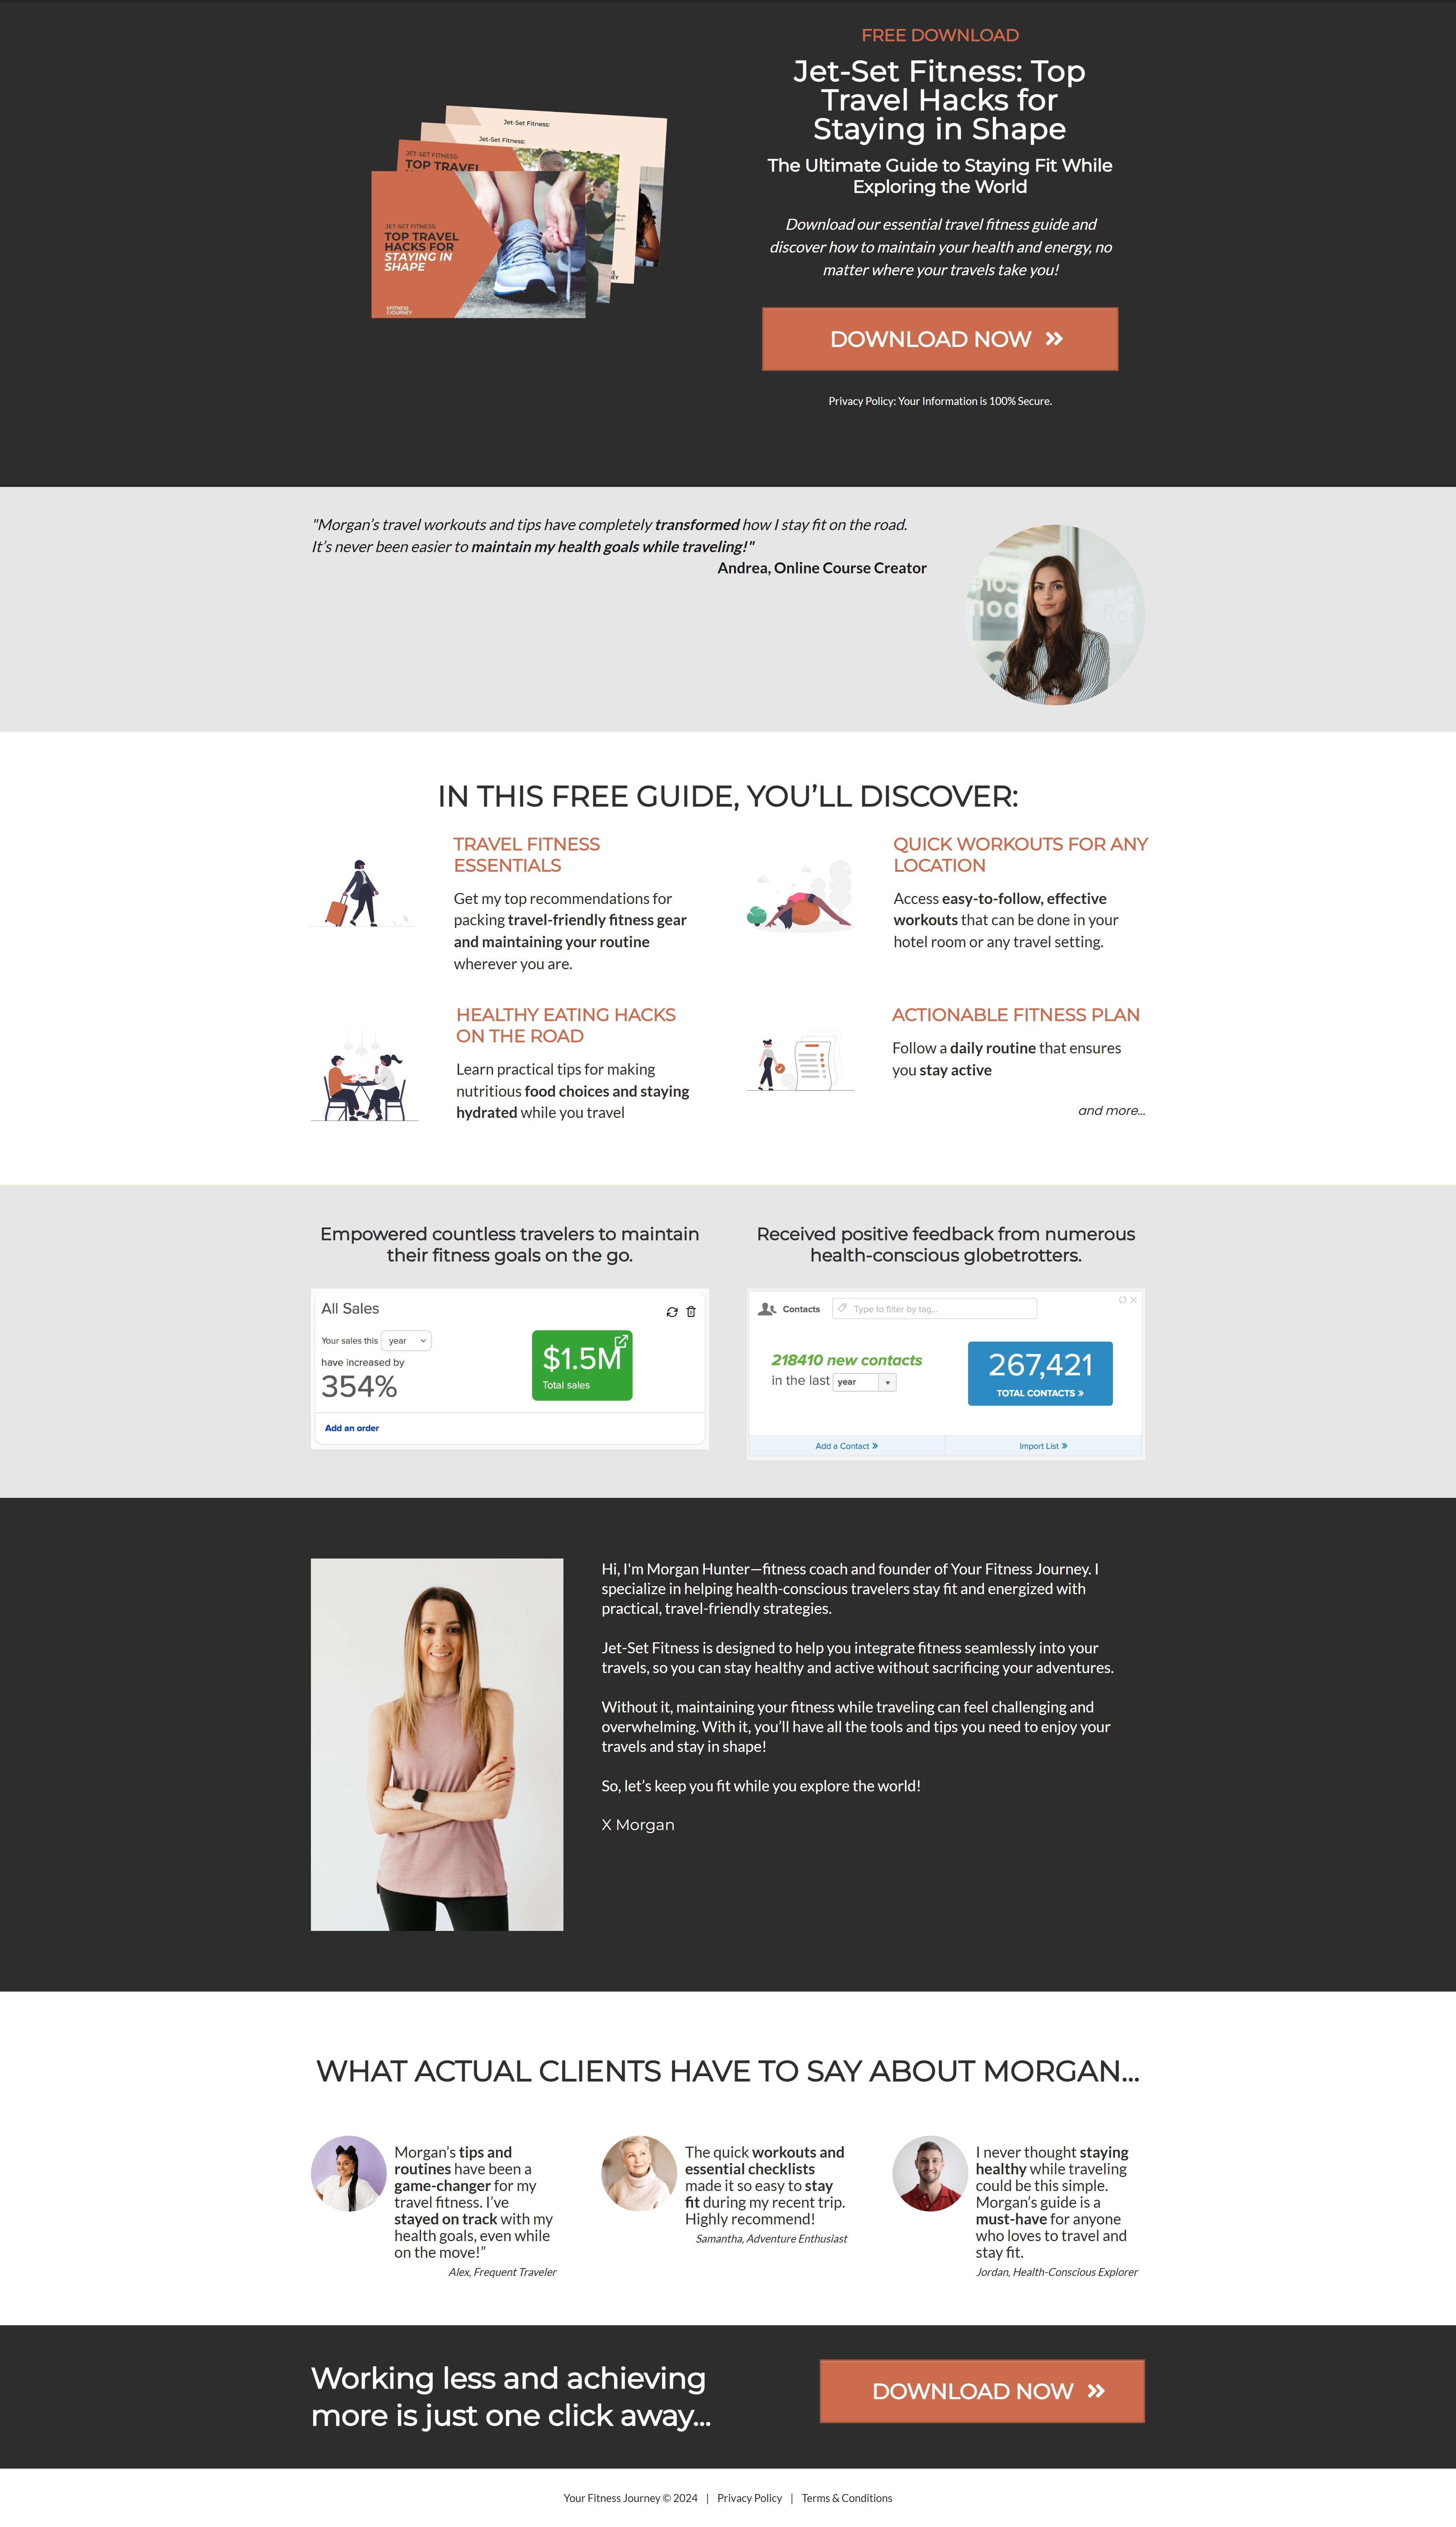 FREE DOWNLOAD
Jet-Set Fitness: Top
Travel Hacks for
Staying in Shape
The Ultimate Guide to Staying Fit While
Exploring the World
Download our essential travel fitness guide and
discover how to maintain your health and energy, no
matter where your travels take you!
DOWNLOAD NOW »
Privacy Policy: Your Information is 100% Secure.
Jet-Set Fitness:
Jet-Set Fitness:
JET-SET FITNESS:
TOP TRAVEL
JET-SET FITNESS:
TOP TRAVEL
HACKS FOR
STAYING IN
SHAPE
FITNESS
JOURNEY
"Morgan’s travel workouts and tips have completely transformed how I stay fit on the road.
It’s never been easier to maintain my health goals while traveling!"
Andrea, Online Course Creator
IN THIS FREE GUIDE, YOU’LL DISCOVER:
TRAVEL FITNESS
ESSENTIALS
Get my top recommendations for
packing travel-friendly fitness gear
and maintaining your routine
wherever you are.
QUICK WORKOUTS FOR ANY
LOCATION
Access easy-to-follow, effective
workouts that can be done in your
hotel room or any travel setting.
HEALTHY EATING HACKS
ON THE ROAD
Learn practical tips for making
nutritious food choices and staying
hydrated while you travel
ACTIONABLE FITNESS PLAN
Follow a daily routine that ensures
you stay active
and more...
Empowered countless travelers to maintain
their fitness goals on the go.
All Sales
Your sales this year
have increased by
354%
$1.5M
Total sales
Add an order
Received positive feedback from numerous
health-conscious globetrotters.
Contacts
Type to filter by tag...
218410 new contacts
in the last year
267,421
TOTAL CONTACTS »
Add a Contact »
Import List »
Hi, I'm Morgan Hunter—fitness coach and founder of Your Fitness Journey. I
specialize in helping health-conscious travelers stay fit and energized with
practical, travel-friendly strategies.
Jet-Set Fitness is designed to help you integrate fitness seamlessly into your
travels, so you can stay healthy and active without sacrificing your adventures.
Without it, maintaining your fitness while traveling can feel challenging and
overwhelming. With it, you’ll have all the tools and tips you need to enjoy your
travels and stay in shape!
So, let’s keep you fit while you explore the world!
X Morgan
WHAT ACTUAL CLIENTS HAVE TO SAY ABOUT MORGAN...
Morgan’s tips and
routines have been a
game-changer for my
travel fitness. I’ve
stayed on track with my
health goals, even while
on the move!”
Alex, Frequent Traveler
The quick workouts and
essential checklists
made it so easy to stay
fit during my recent trip.
Highly recommend!
Samantha, Adventure Enthusiast
I never thought staying
healthy while traveling
could be this simple.
Morgan’s guide is a
must-have for anyone
who loves to travel and
stay fit.
Jordan, Health-Conscious Explorer
Working less and achieving
more is just one click away...
DOWNLOAD NOW »
Your Fitness Journey © 2024 | Privacy Policy | Terms & Conditions